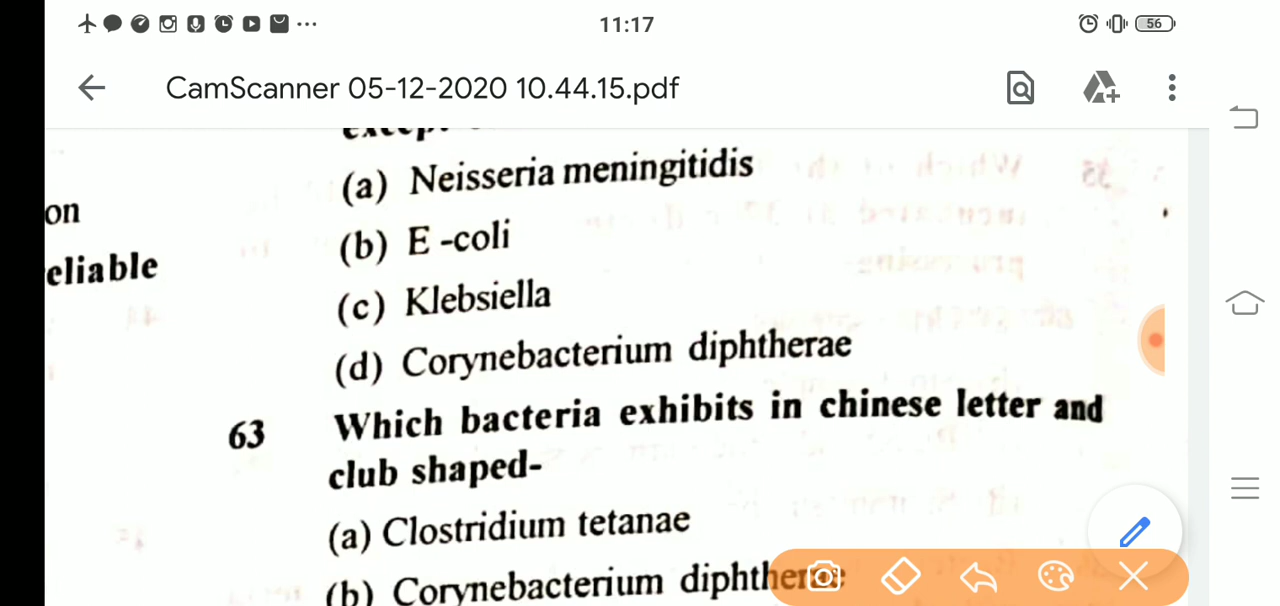 11:17
56
CamScanner 05-12-2020 10.44.15.pdf
(a) Neisseria meningitidis
on
(b) E -coli
eliable
(c) Klebsiella
(d) Corynebacterium diphtherae
63 Which bacteria exhibits in chinese letter and
club shaped-
(a) Clostridium tetanae
(b) Corynebacterium diphtherae